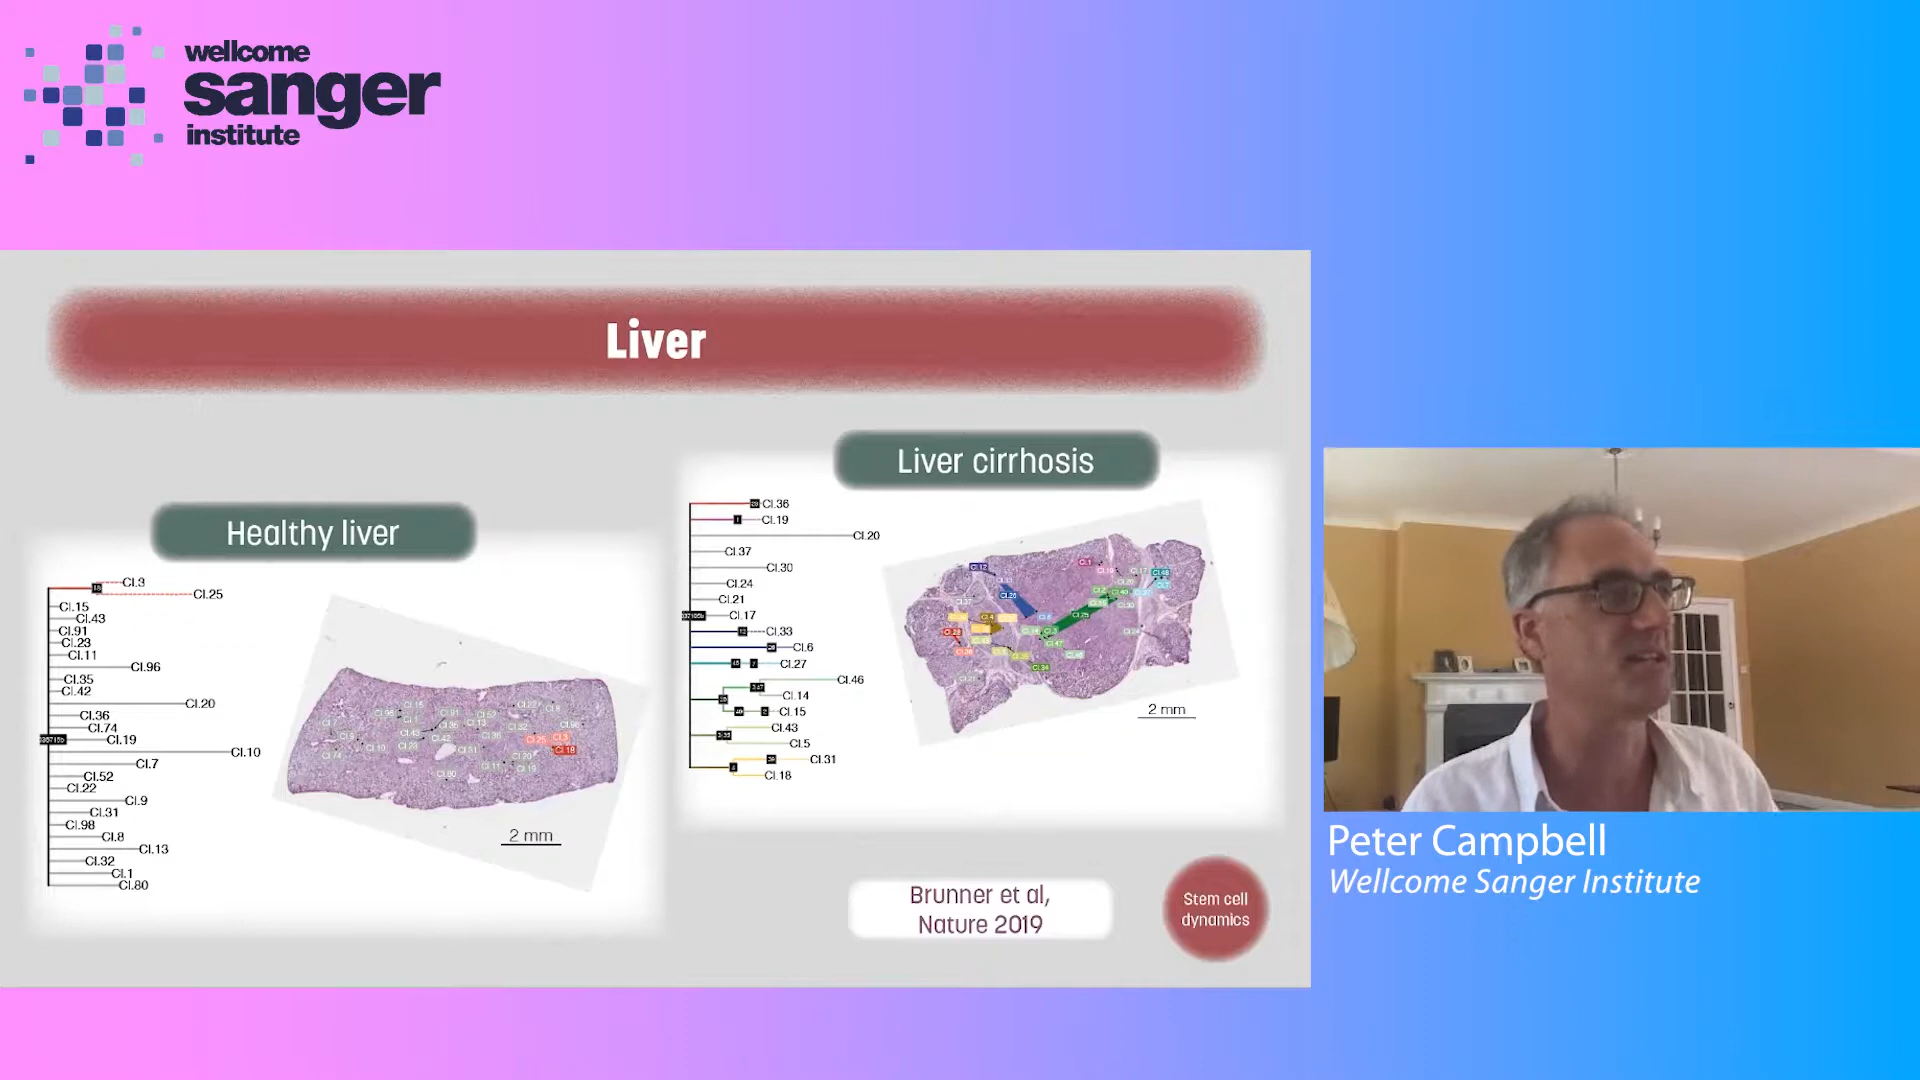 wellcome
sanger
institute
Liver
Liver cirrhosis
Healthy liver
Cl.3
Cl.25
Cl.15
Cl.43
Cl.91
Cl.23
Cl.11
Cl.96
Cl.35
Cl.42
Cl.20
Cl.36
Cl.74
Cl.19
Cl.10
Cl.7
Cl.52
Cl.22
Cl.9
Cl.31
Cl.98
Cl.8
Cl.13
Cl.32
Cl.1
Cl.80
2 mm
Cl.36
Cl.19
Cl.20
Cl.37
Cl.30
Cl.24
Cl.21
Cl.17
Cl.33
Cl.6
Cl.27
Cl.46
Cl.14
Cl.15
Cl.43
Cl.5
Cl.31
Cl.18
2 mm
Brunner et al,
Nature 2019
Stem cell
dynamics
Peter Campbell
Wellcome Sanger Institute